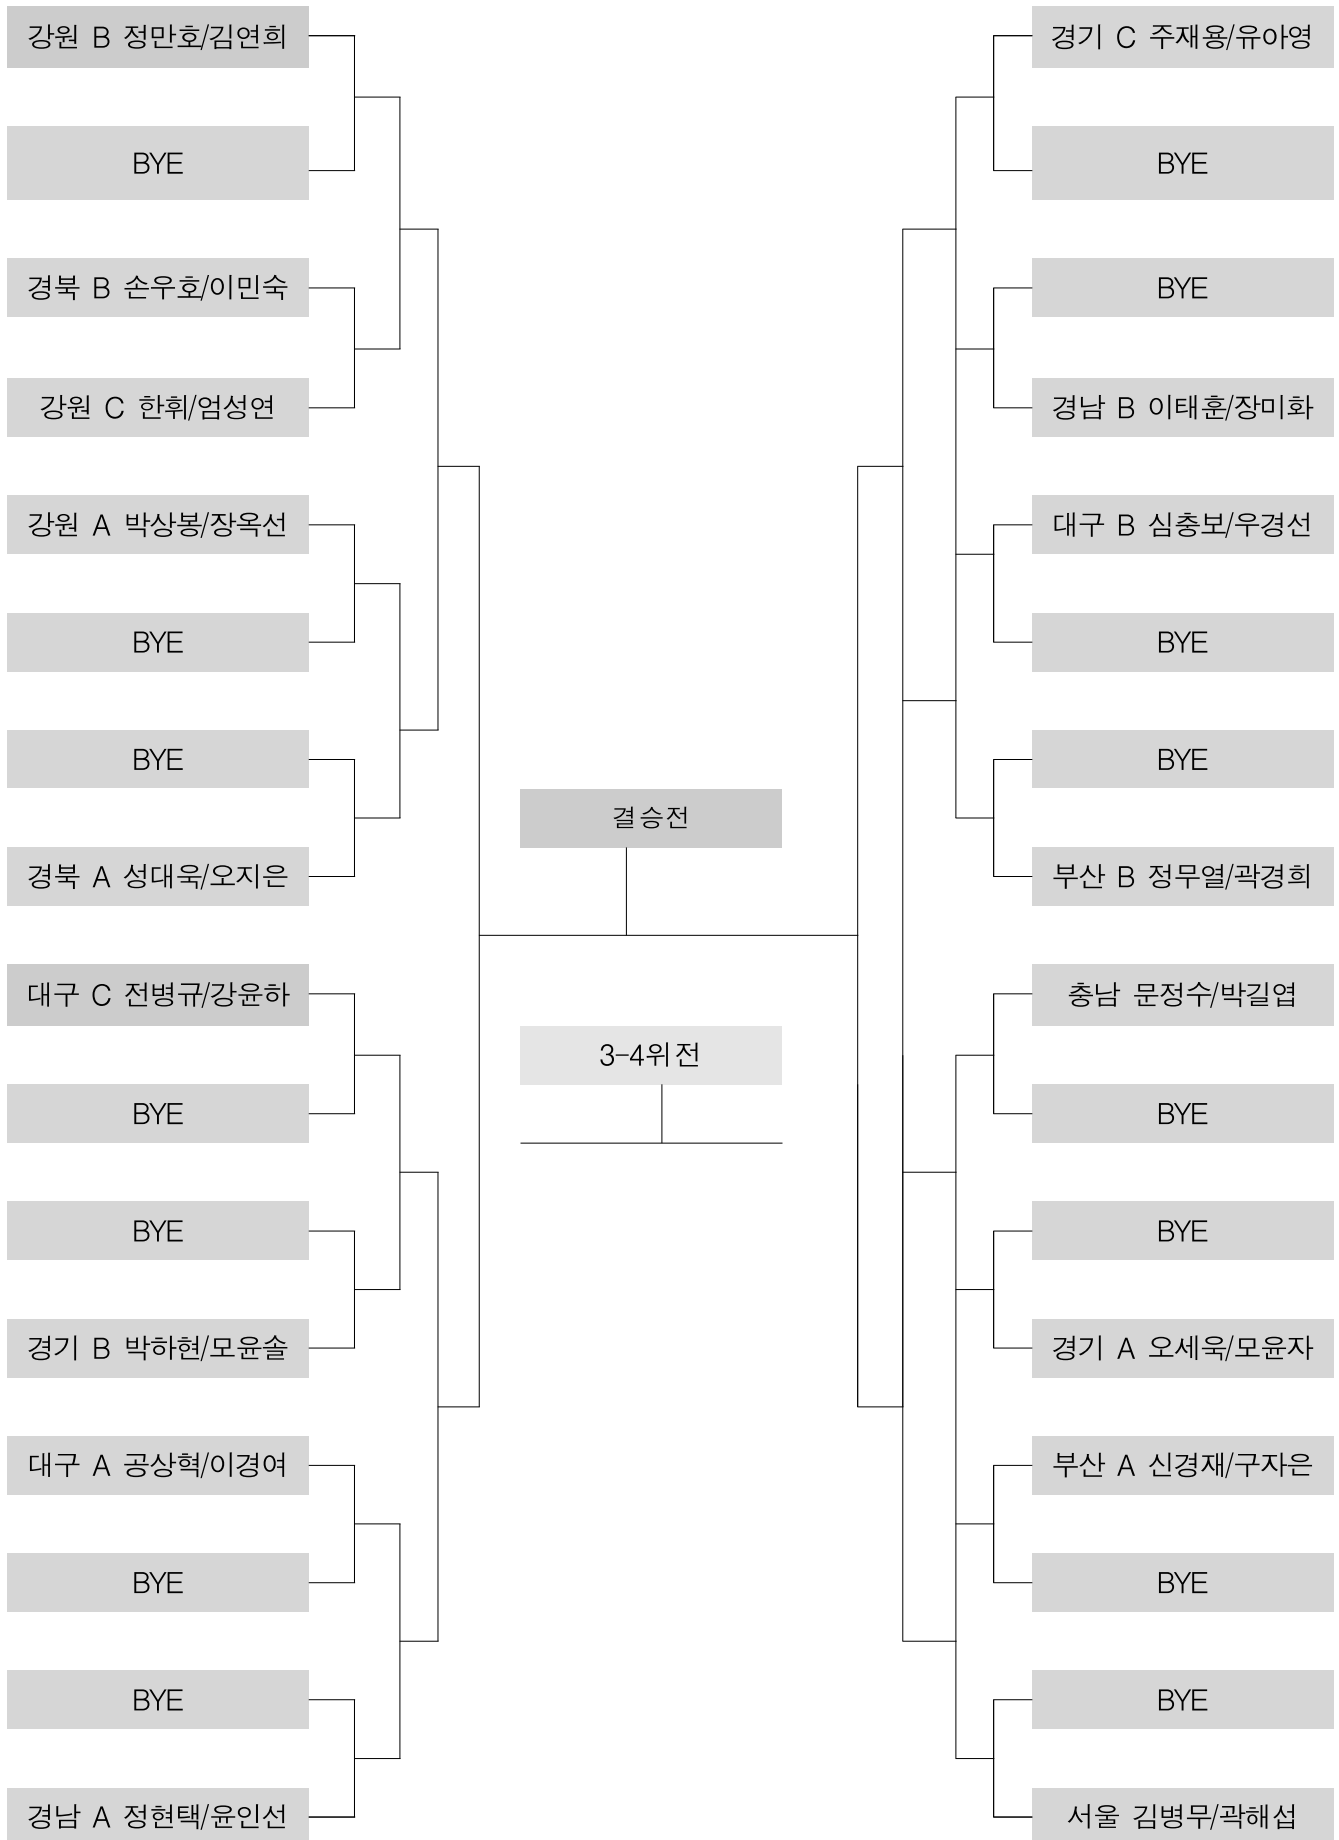 강원 B 정만호/김연희
BYE
경북 B 손우호/이민숙
강원 C 한휘/엄성연
강원 A 박상봉/장옥선
BYE
BYE
경북 A 성대욱/오지은
대구 C 전병규/강윤하
BYE
BYE
경기 B 박하현/모윤솔
대구 A 공상혁/이경여
BYE
BYE
경남 A 정현택/윤인선
결승전
3-4위전
경기 C 주재용/유아영
BYE
BYE
경남 B 이태훈/장미화
대구 B 심충보/우경선
BYE
BYE
부산 B 정무열/곽경희
충남 문정수/박길엽
BYE
BYE
경기 A 오세욱/모윤자
부산 A 신경재/구자은
BYE
BYE
서울 김병무/곽해섭